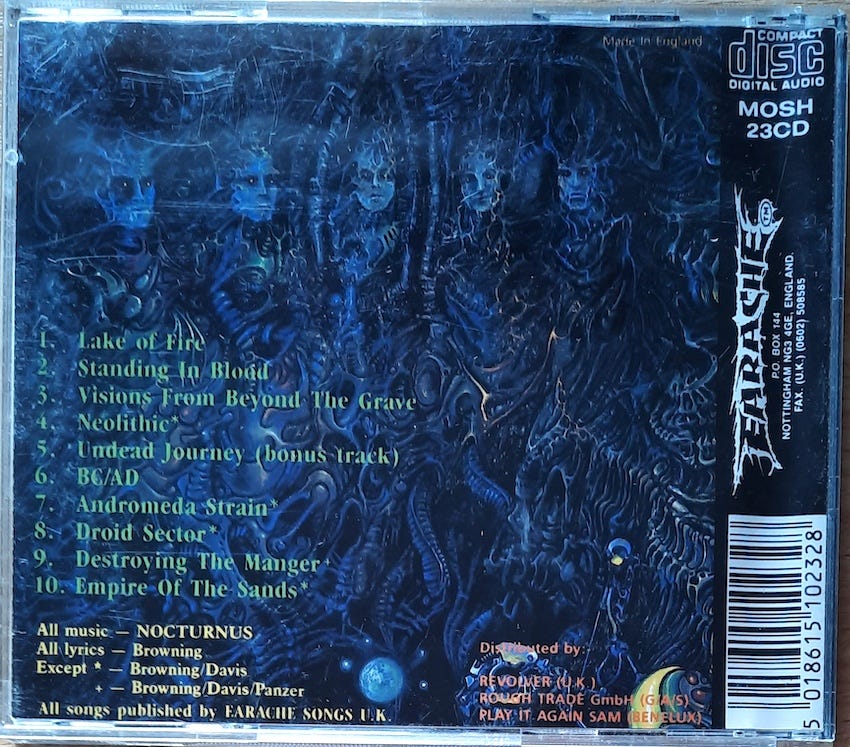 Made In England
COMPACT
disc
DIGITAL AUDIO
MOSH
23CD
EARACHE TM
P.O. BOX 144
NOTTINGHAM NG3 4GE, ENGLAND.
FAX. (U.K.) (0602) 508585
1. Lake of Fire
2. Standing In Blood
3. Visions From Beyond The Grave
4. Neolithic*
5. Undead Journey (bonus track)
6. BC/AD
7. Andromeda Strain*
8. Droid Sector*
9. Destroying The Manger+
10. Empire Of The Sands*
All music — NOCTURNUS
All lyrics — Browning
Except * — Browning/Davis
+ — Browning/Davis/Panzer
All songs published by EARACHE SONGS U.K.
Distributed by:-
REVOLVER (U.K.)
ROUGH TRADE GmbH (G/A/S)
PLAY IT AGAIN SAM (BENELUX)
5 018615 102328